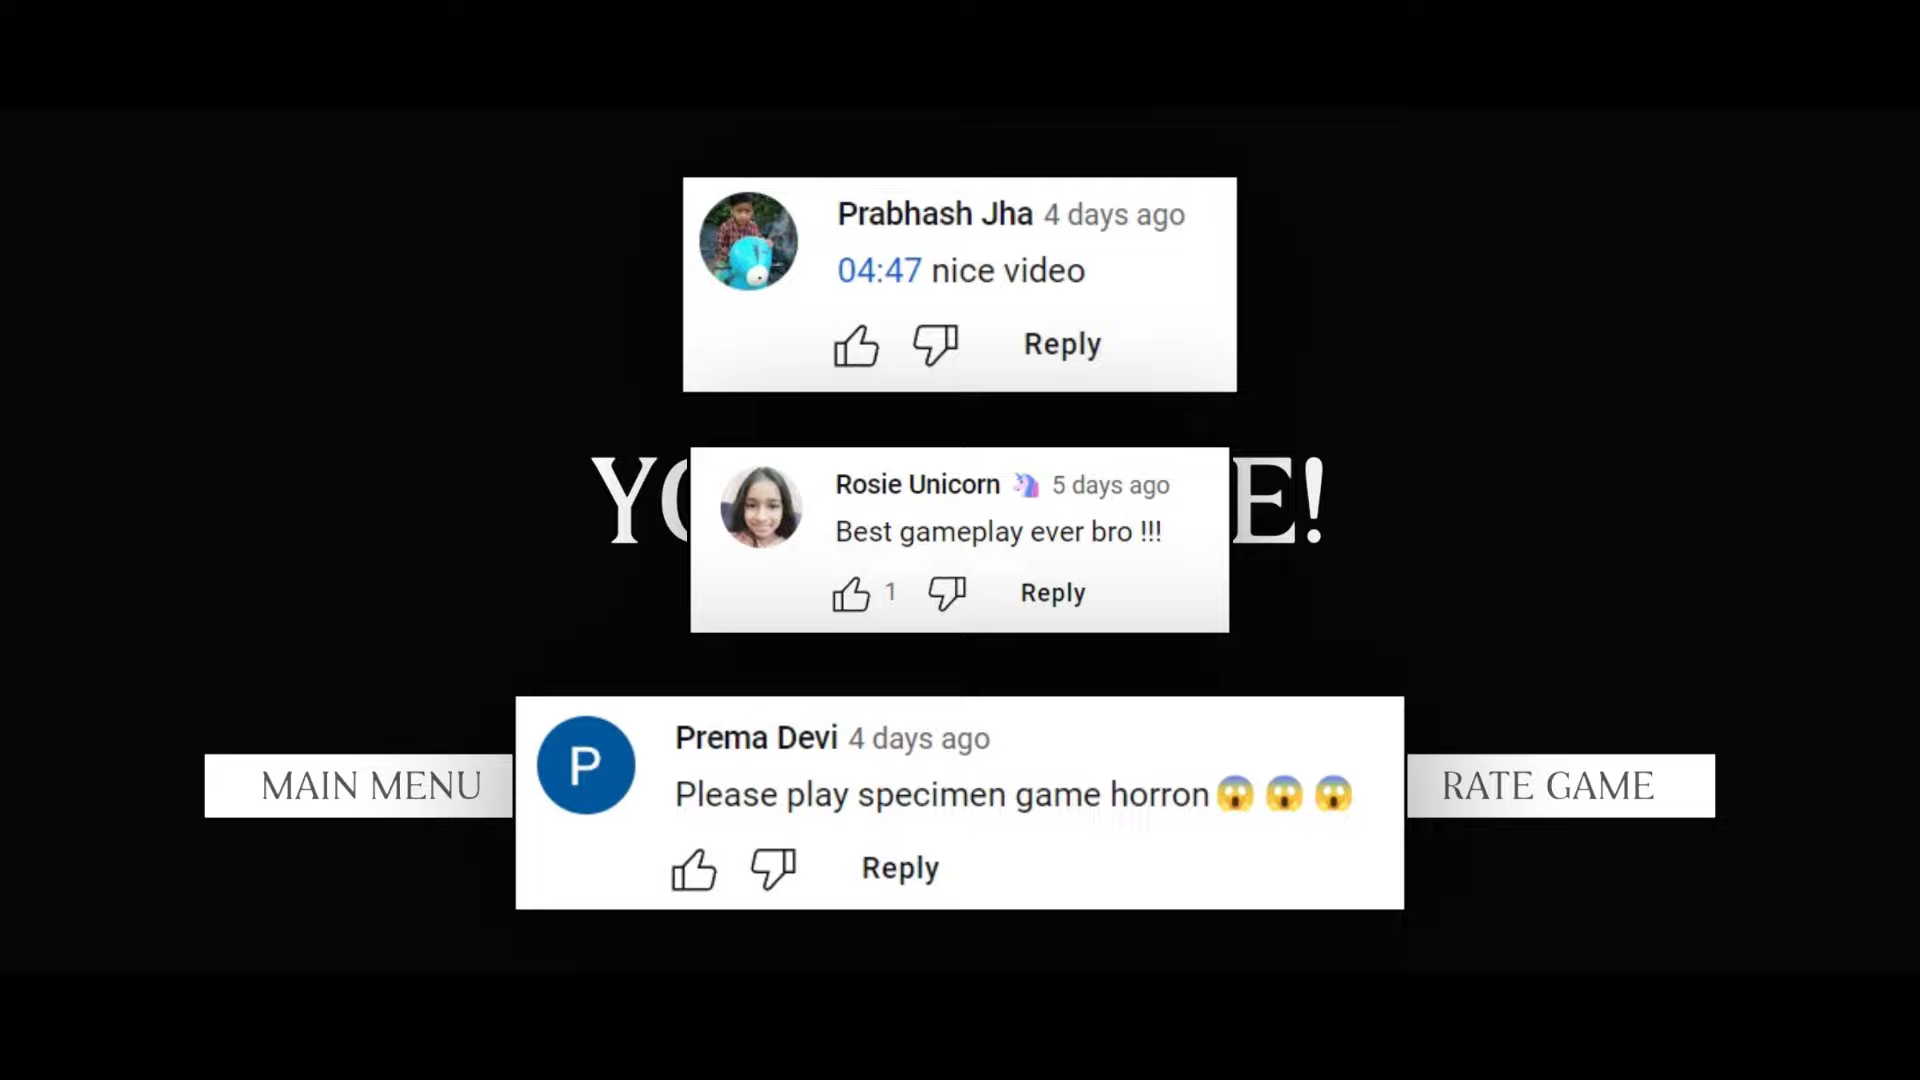 Prabhash Jha 4 days ago
04:47 nice video
Reply
Rosie Unicorn 🦄 5 days ago
Best gameplay ever bro !!!
1
Reply
Prema Devi 4 days ago
P
Please play specimen game horron😱😱😱
Reply
MAIN MENU
RATE GAME